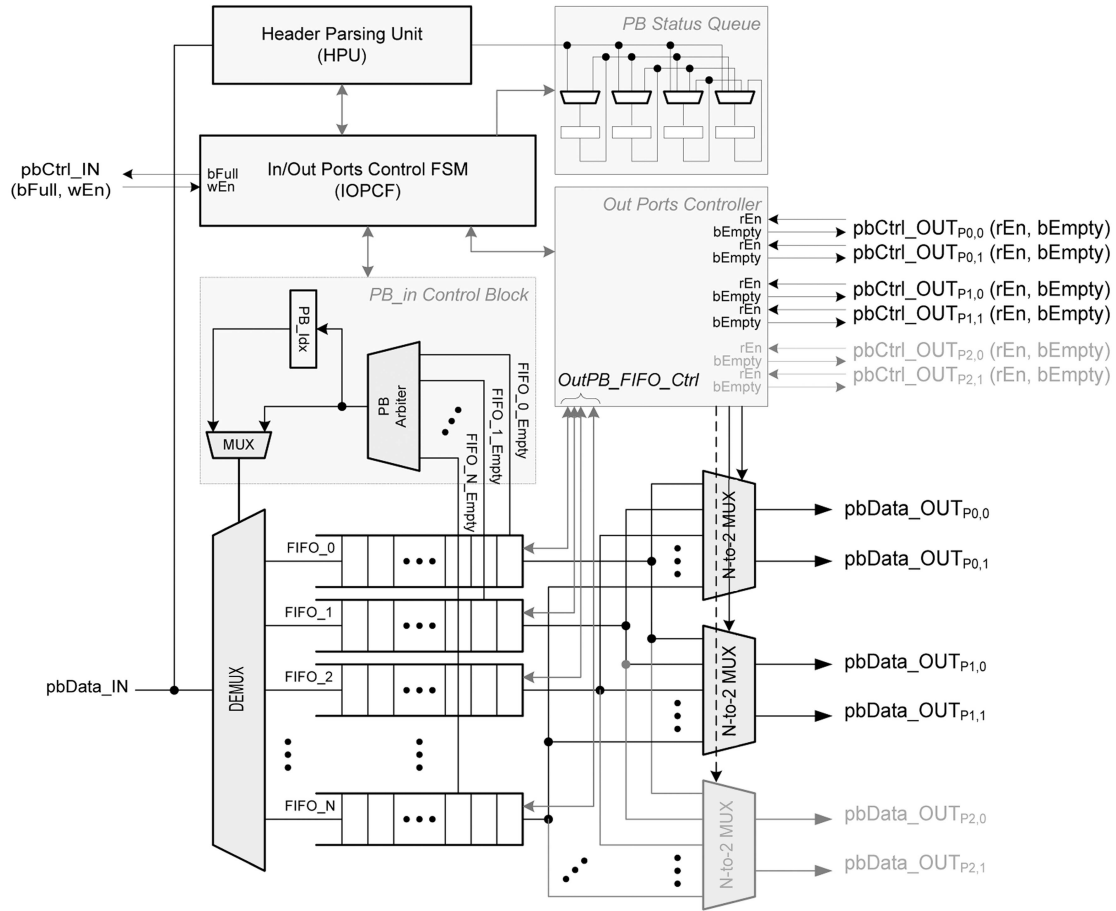 Header Parsing Unit
(HPU)
PB Status Queue
pbCtrl_IN
(bFull, wEn)
bFull
wEn
In/Out Ports Control FSM
(IOPCF)
Out Ports Controller
rEn
bEmpty
rEn
bEmpty
rEn
bEmpty
rEn
bEmpty
rEn
bEmpty
rEn
bEmpty
pbCtrl_OUTP0,0 (rEn, bEmpty)
pbCtrl_OUTP0,1 (rEn, bEmpty)
pbCtrl_OUTP1,0 (rEn, bEmpty)
pbCtrl_OUTP1,1 (rEn, bEmpty)
pbCtrl_OUTP2,0 (rEn, bEmpty)
pbCtrl_OUTP2,1 (rEn, bEmpty)
OutPB_FIFO_Ctrl
PB_in Control Block
PB_Idx
PB
Arbiter
MUX
FIFO_0_Empty
FIFO_1_Empty
FIFO_N_Empty
pbData_IN
DEMUX
FIFO_0
FIFO_1
FIFO_2
FIFO_N
N-to-2 MUX
pbData_OUTP0,0
pbData_OUTP0,1
N-to-2 MUX
pbData_OUTP1,0
pbData_OUTP1,1
N-to-2 MUX
pbData_OUTP2,0
pbData_OUTP2,1